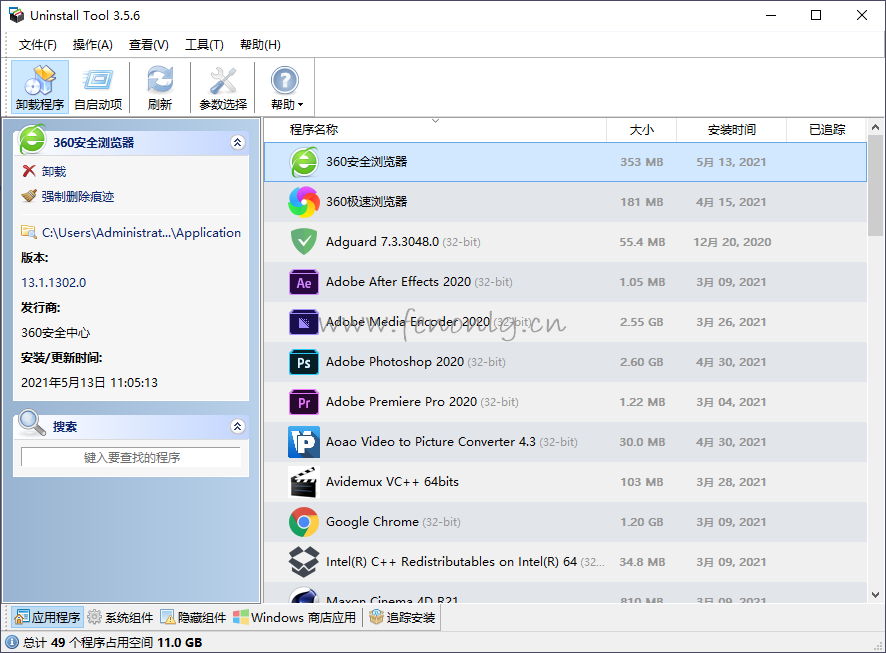 Uninstall Tool 3.5.6
文件(F) 操作(A) 查看(V) 工具(T) 帮助(H)
卸载程序 自启动项 刷新 参数选择 帮助
360安全浏览器
卸载
强制删除痕迹
C:\Users\Administrat...\Application
版本:
13.1.1302.0
发行商:
360安全中心
安装/更新时间:
2021年5月13日 11:05:13
搜索
键入要查找的程序
程序名称 大小 安装时间 已追踪
360安全浏览器 353 MB 5月 13, 2021
360极速浏览器 181 MB 4月 15, 2021
Adguard 7.3.3048.0 (32-bit) 55.4 MB 12月 20, 2020
Ae Adobe After Effects 2020 (32-bit) 1.05 MB 3月 09, 2021
Adobe Media Encoder 2020 (32-bit) 2.55 GB 3月 26, 2021
www.fenonly.cn
Ps Adobe Photoshop 2020 (32-bit) 2.60 GB 4月 30, 2021
Pr Adobe Premiere Pro 2020 (32-bit) 1.22 MB 3月 04, 2021
Aoao Video to Picture Converter 4.3 (32-bit) 30.0 MB 4月 30, 2021
Avidemux VC++ 64bits 103 MB 3月 28, 2021
Google Chrome (32-bit) 1.20 GB 3月 09, 2021
Intel(R) C++ Redistributables on Intel(R) 64 (32... 34.8 MB 3月 09, 2021
Maxon Cinema 4D R21 810 MB 3月 09, 2021
应用程序 系统组件 隐藏组件 Windows 商店应用 追踪安装
总计 49 个程序占用空间 11.0 GB